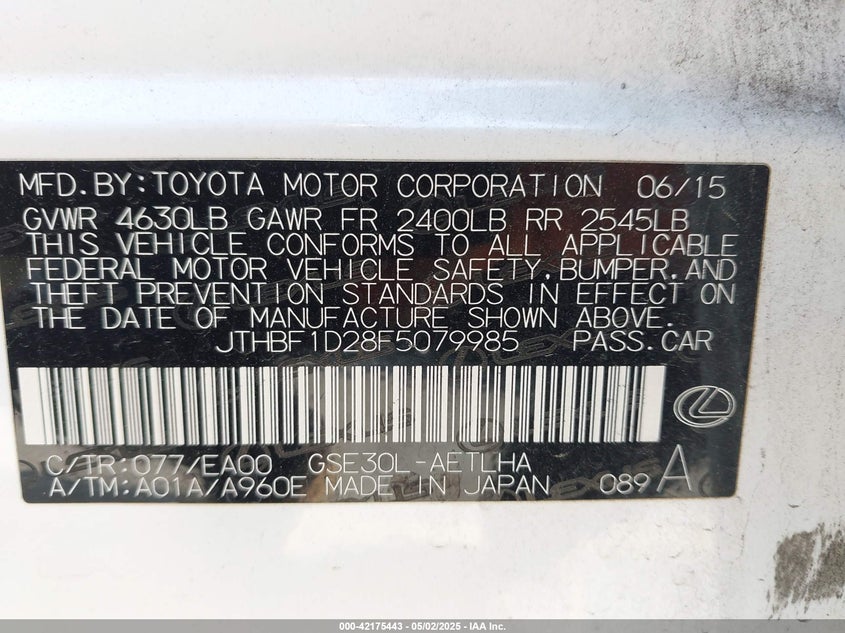 MFD.BY:TOYOTA MOTOR CORPORATION 06/15
GVWR 4630LB GAWR FR 2400LB RR 2545LB
THIS VEHICLE CONFORMS TO ALL APPLICABLE
FEDERAL MOTOR VEHICLE SAFETY,BUMPER,AND
THEFT PREVENTION STANDARDS IN EFFECT ON
THE DATE OF MANUFACTURE SHOWN ABOVE.
JTHBF1D28F5079985 PASS.CAR
C/TR:077/EA00 GSE30L-AETLHA
A/TM:A01A/A960E MADE IN JAPAN 089 A
000-42175443 - 05/02/2025 - IAA Inc.